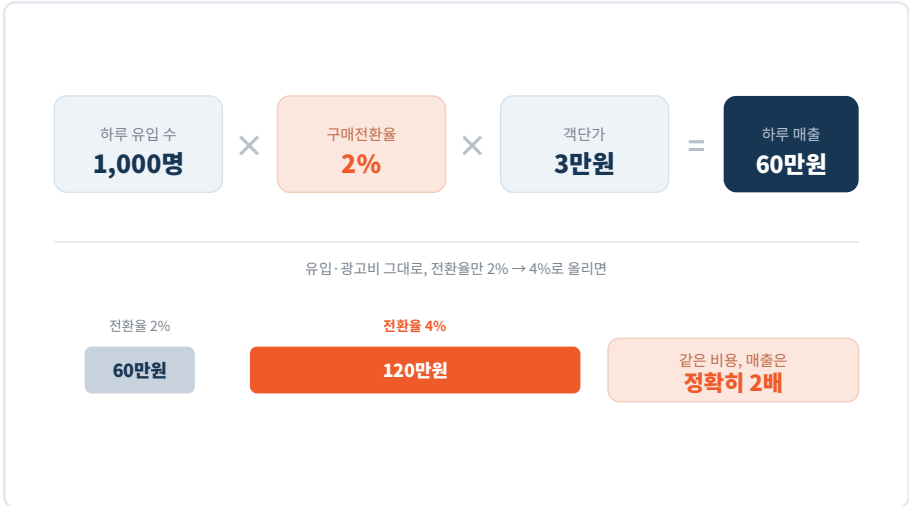 하루 유입 수
1,000명
×
구매전환율
2%
×
객단가
3만원
=
하루 매출
60만원
유입·광고비 그대로, 전환율만 2% → 4%로 올리면
전환율 2%
60만원
전환율 4%
120만원
같은 비용, 매출은
정확히 2배